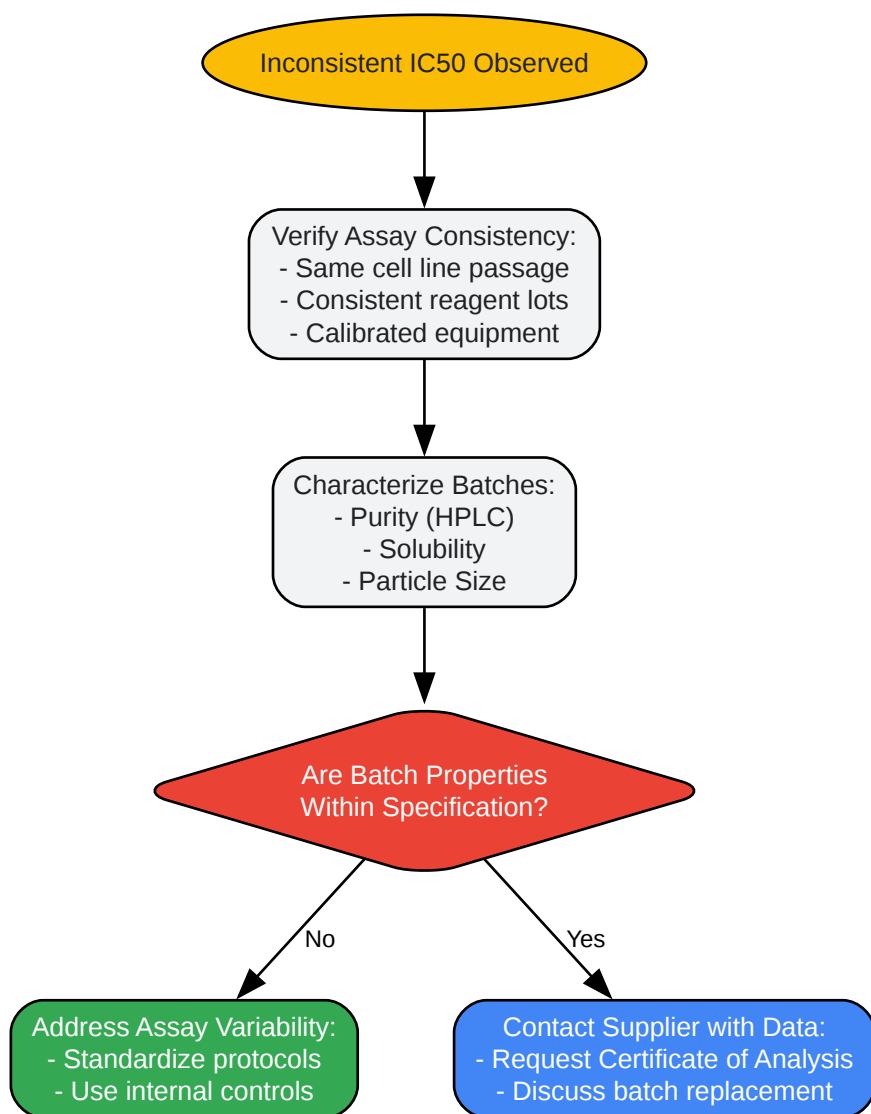 Inconsistent IC50 Observed
Verify Assay Consistency:
- Same cell line passage
- Consistent reagent lots
- Calibrated equipment
Characterize Batches:
- Purity (HPLC)
- Solubility
- Particle Size
Are Batch Properties
Within Specification?
No
Yes
Address Assay Variability:
- Standardize protocols
- Use internal controls
Contact Supplier with Data:
- Request Certificate of Analysis
- Discuss batch replacement